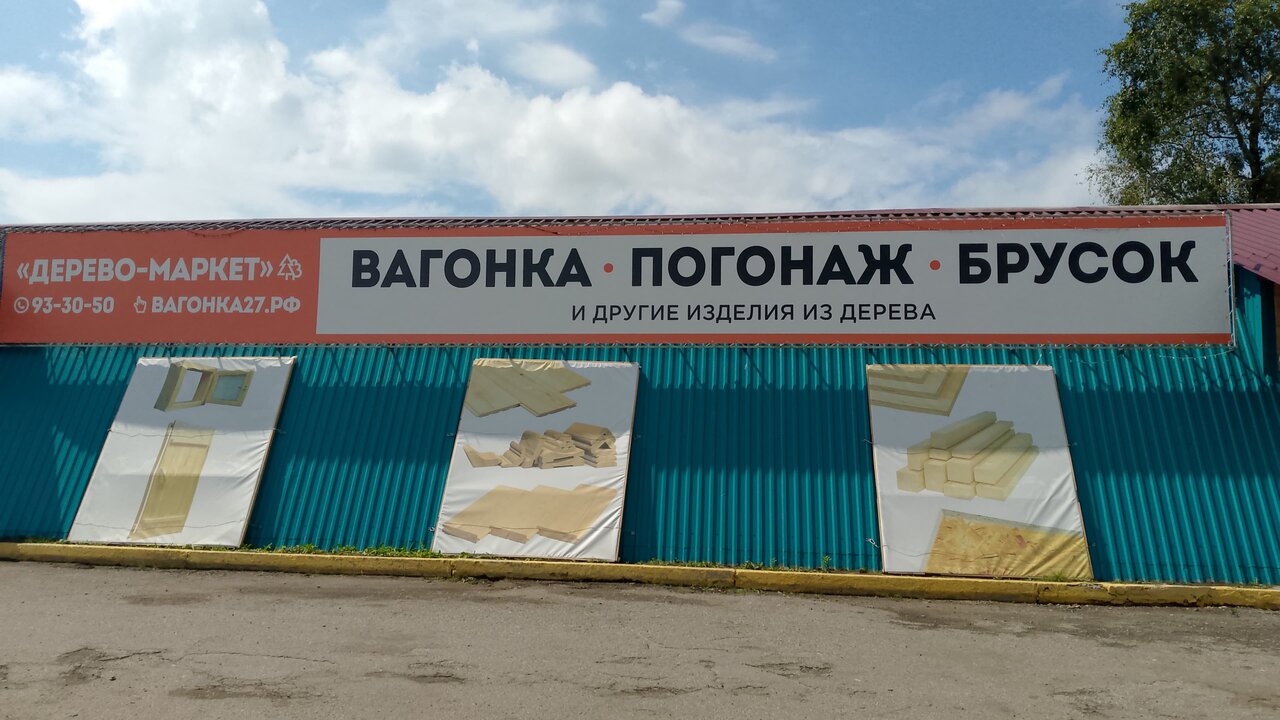 «ДЕРЕВО-МАРКЕТ»
93-30-50 ВАГОНКА27.РФ
ВАГОНКА • ПОГОНАЖ • БРУСОК
И ДРУГИЕ ИЗДЕЛИЯ ИЗ ДЕРЕВА